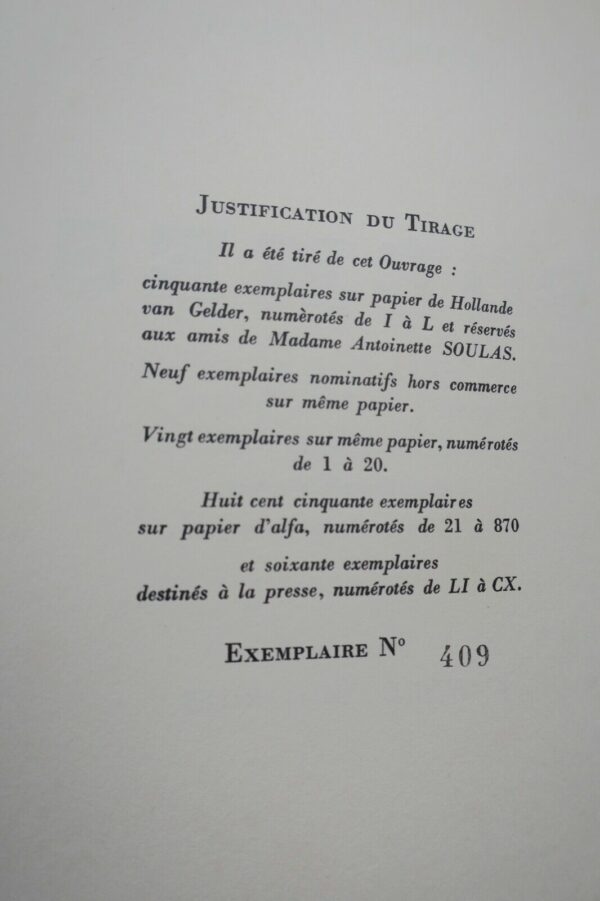 JUSTIFICATION DU TIRAGE
Il a été tiré de cet Ouvrage :
cinquante exemplaires sur papier de Hollande
van Gelder, numèrotés de I à L et réservés
aux amis de Madame Antoinette SOULAS.
Neuf exemplaires nominatifs hors commerce
sur même papier.
Vingt exemplaires sur même papier, numérotés
de 1 à 20.
Huit cent cinquante exemplaires
sur papier d'alfa, numérotés de 21 à 870
et soixante exemplaires
destinés à la presse, numérotés de LI à CX.
EXEMPLAIRE N° 409